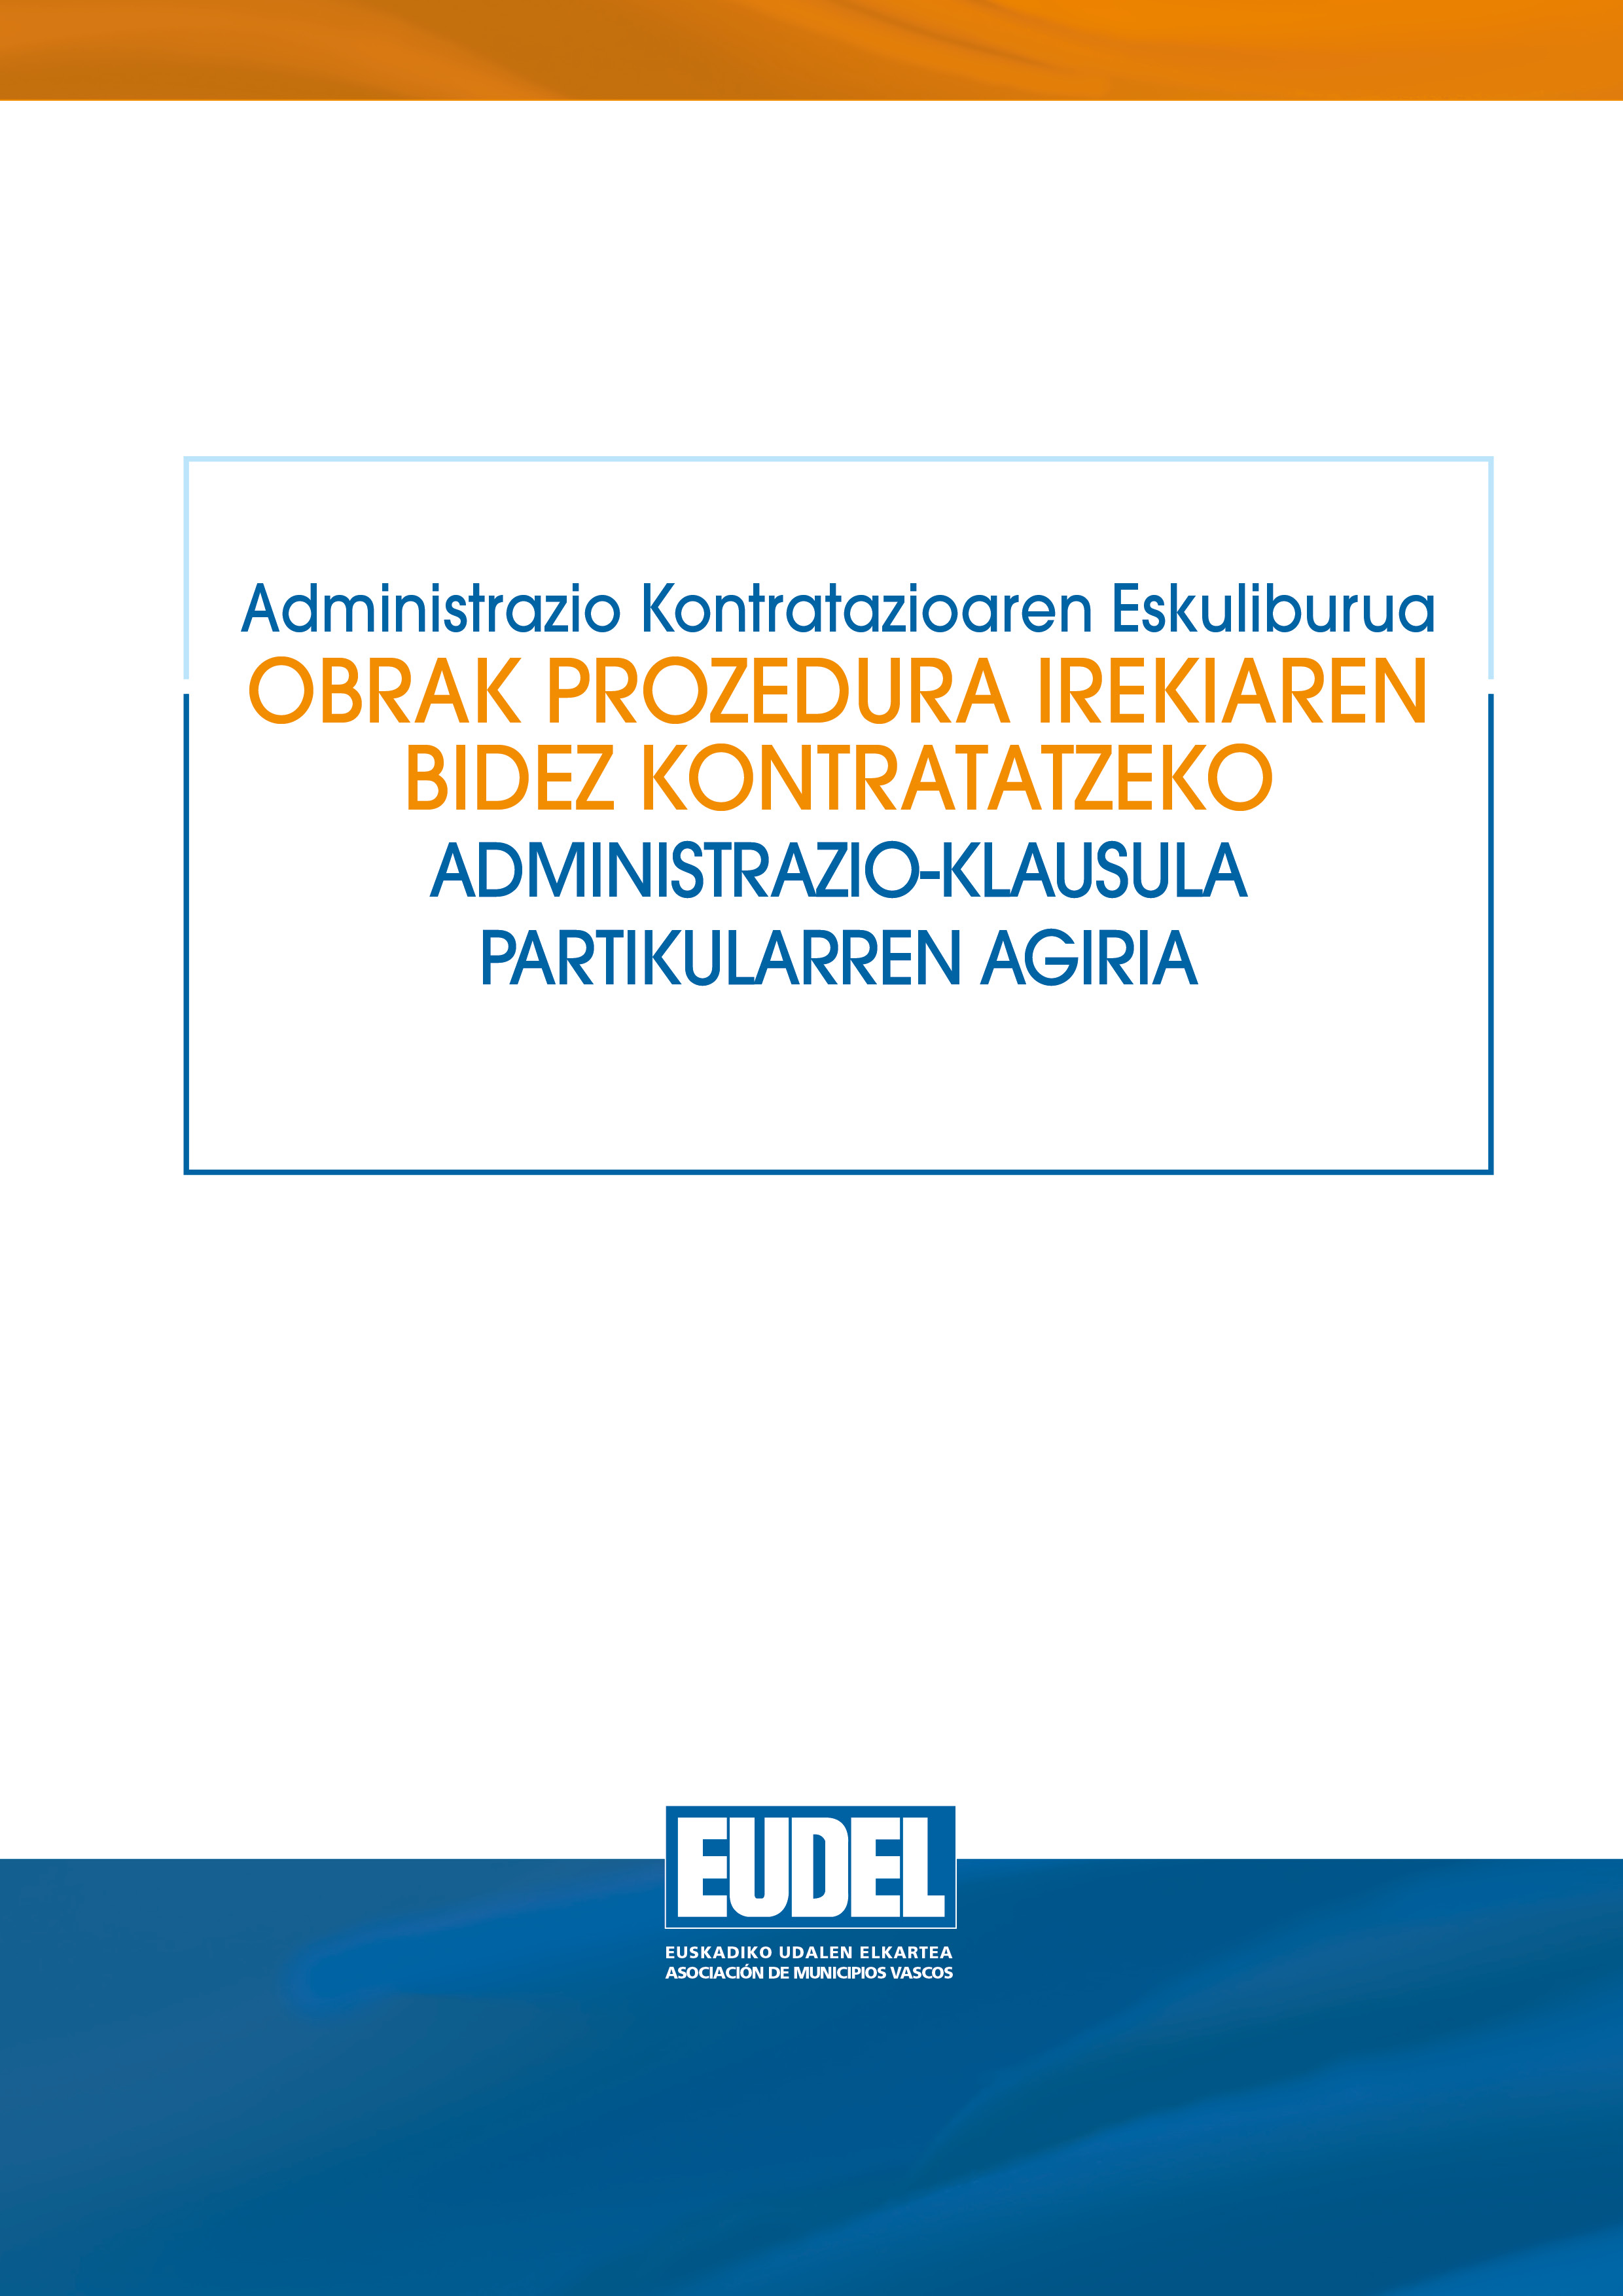 Administrazio Kontratazioaren Eskuliburua
OBRAK PROZEDURA IREKIAREN
BIDEZ KONTRATATZEKO
ADMINISTRAZIO-KLAUSULA
PARTIKULARREN AGIRIA
EUDEL
EUSKADIKO UDALEN ELKARTEA
ASOCIACIÓN DE MUNICIPIOS VASCOS